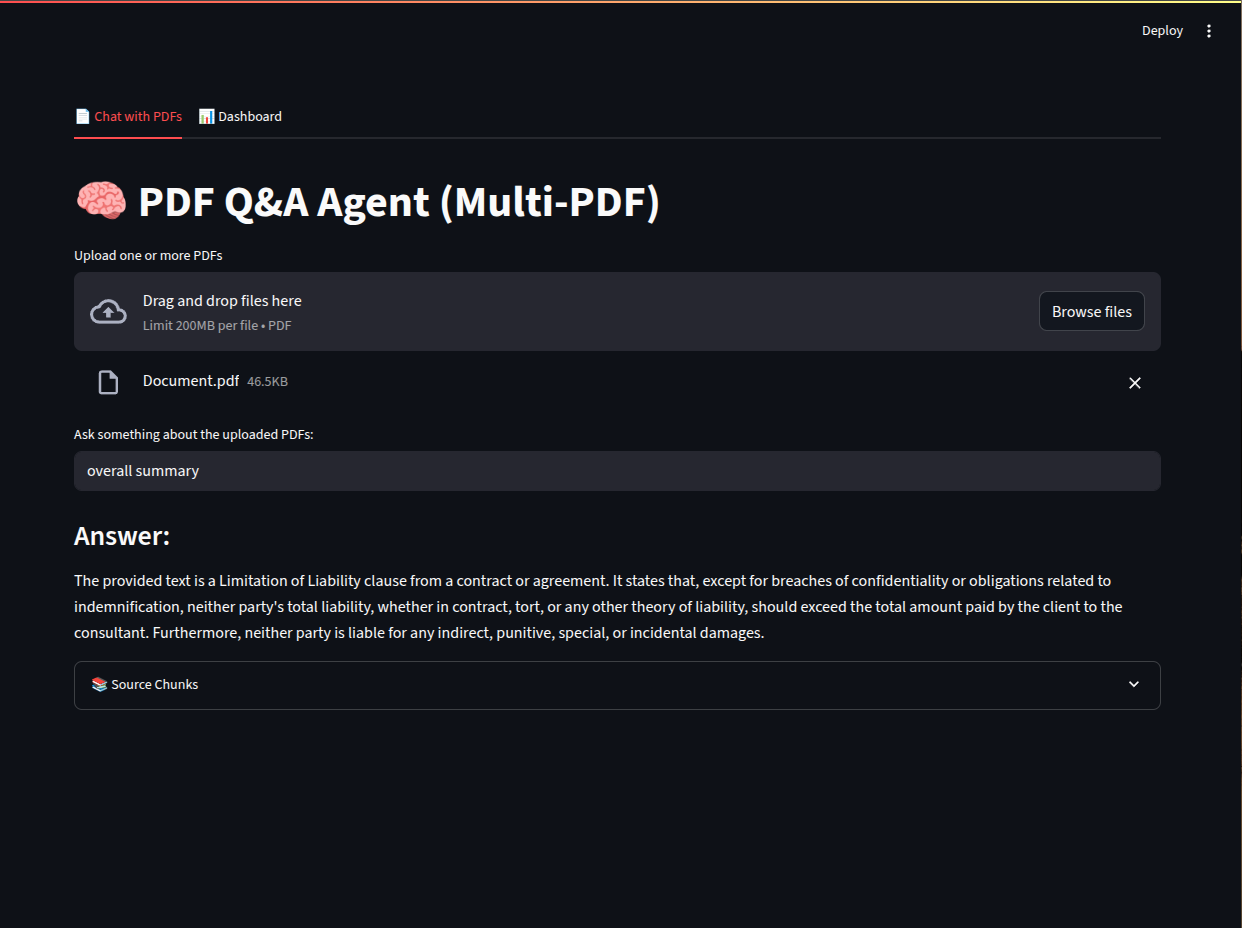 Deploy
Chat with PDFs
Dashboard
PDF Q&A Agent (Multi-PDF)
Upload one or more PDFs
Drag and drop files here
Limit 200MB per file • PDF
Browse files
Document.pdf 46.5KB
Ask something about the uploaded PDFs:
overall summary
Answer:
The provided text is a Limitation of Liability clause from a contract or agreement. It states that, except for breaches of confidentiality or obligations related to
indemnification, neither party's total liability, whether in contract, tort, or any other theory of liability, should exceed the total amount paid by the client to the
consultant. Furthermore, neither party is liable for any indirect, punitive, special, or incidental damages.
Source Chunks